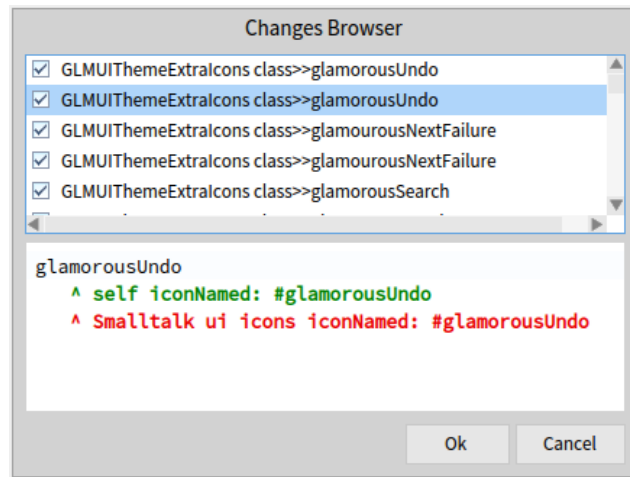 Changes Browser
GLMUIThemeExtraIcons class>>glamorousUndo
GLMUIThemeExtraIcons class>>glamorousUndo
GLMUIThemeExtraIcons class>>glamourousNextFailure
GLMUIThemeExtraIcons class>>glamourousNextFailure
GLMUIThemeExtraIcons class>>glamorousSearch
glamorousUndo
^ self iconNamed: #glamorousUndo
^ Smalltalk ui icons iconNamed: #glamorousUndo
Ok Cancel